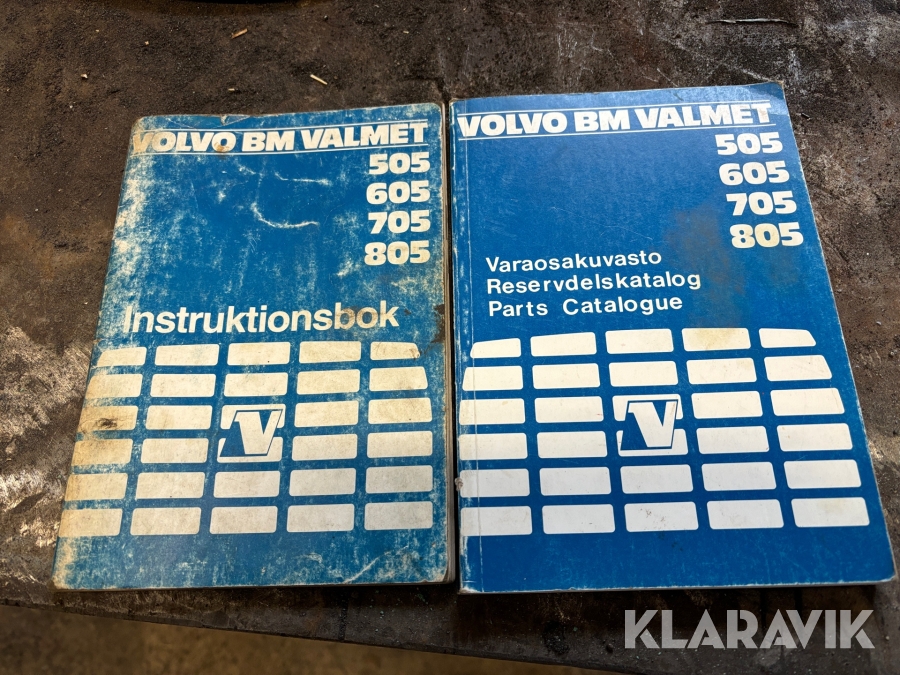 VOLVO BM VALMET
505
605
705
805
Instruktionsbok
V
VOLVO BM VALMET
505
605
705
805
Varaosakuvasto
Reservdelskatalog
Parts Catalogue
V
KLARAVIK